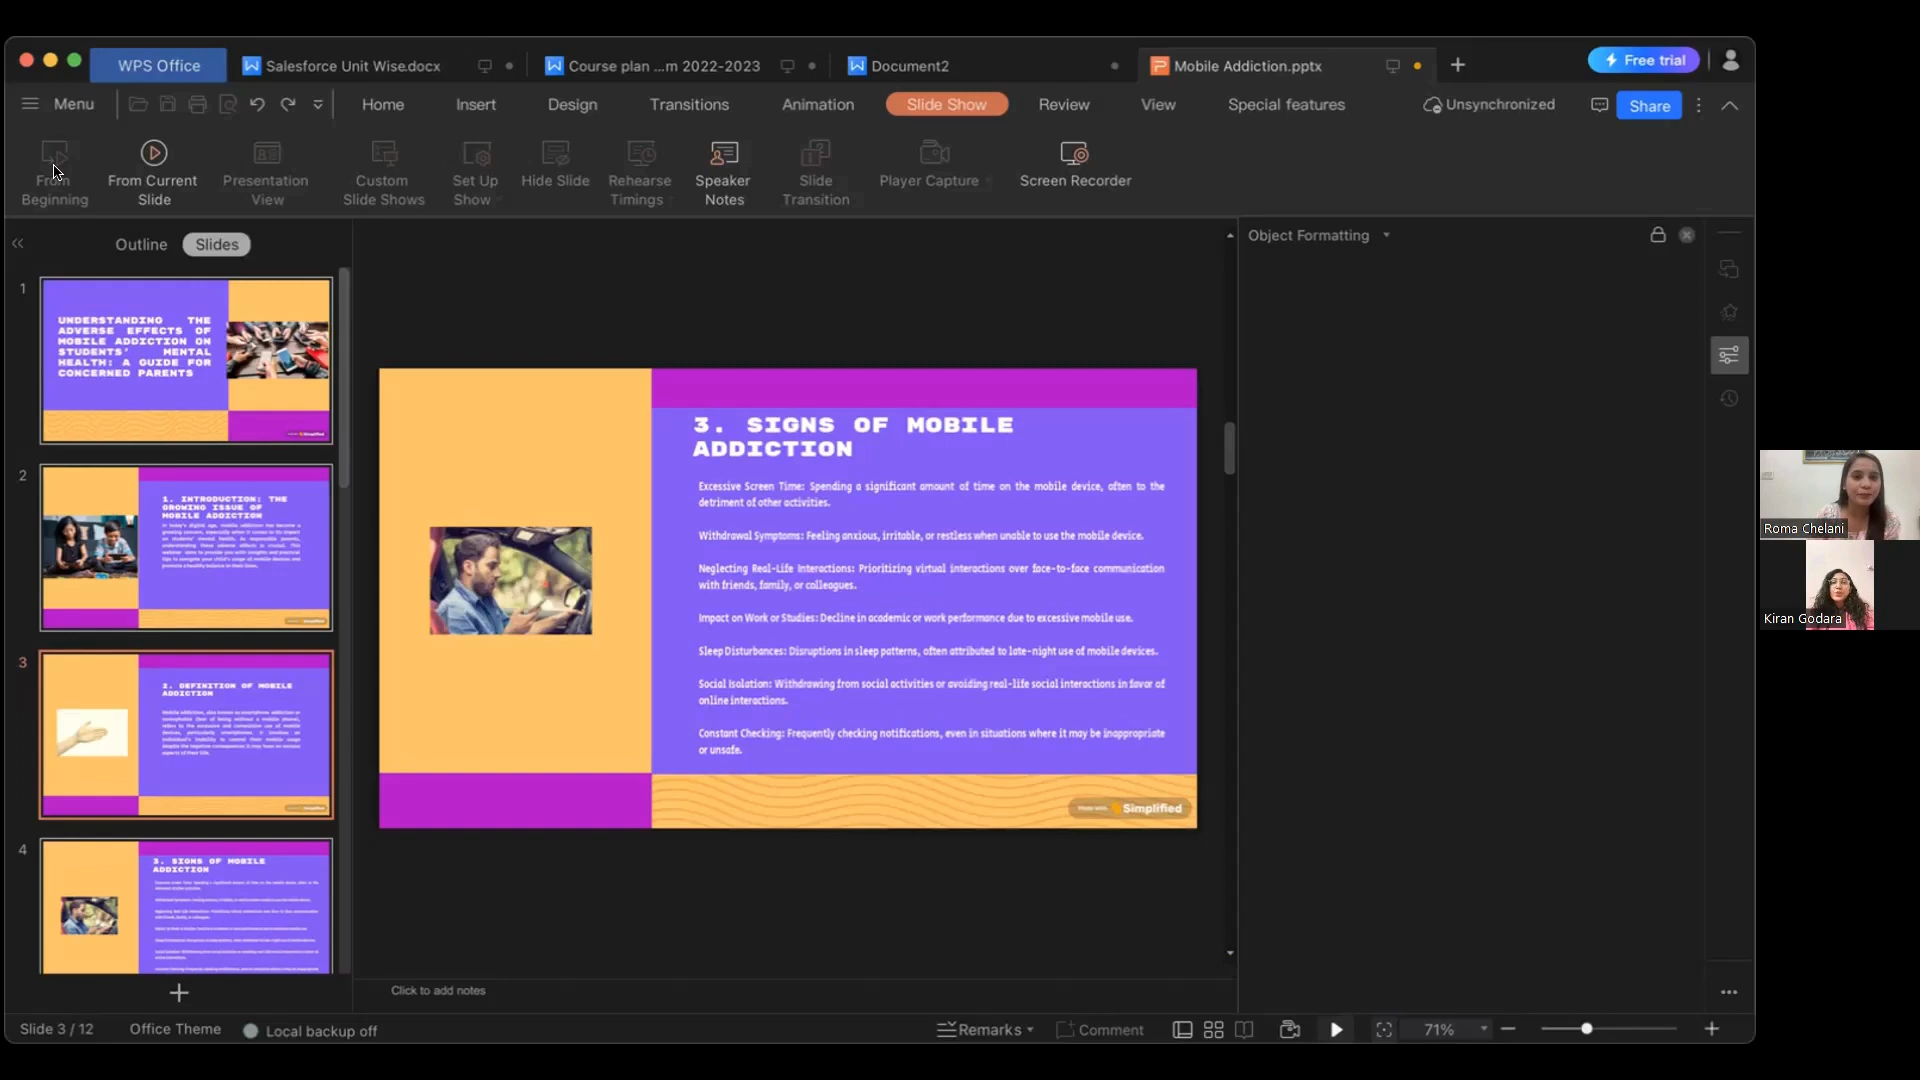 WPS Office
Salesforce Unit Wise.docx
Course plan ...m 2022-2023
Document2
Mobile Addiction.pptx
Free trial
Menu
Home
Insert
Design
Transitions
Animation
Slide Show
Review
View
Special features
Unsynchronized
Share
From
Beginning
From Current
Slide
Presentation
View
Custom
Slide Shows
Set Up
Show
Hide Slide
Rehearse
Timings
Speaker
Notes
Slide
Transition
Player Capture
Screen Recorder
Outline
Slides
Object Formatting
1
UNDERSTANDING THE
ADVERSE EFFECTS OF
MOBILE ADDICTION ON
STUDENTS' MENTAL
HEALTH: A GUIDE FOR
CONCERNED PARENTS
Simplified
2
1. INTRODUCTION: THE
GROWING ISSUE OF
MOBILE ADDICTION
3
2. DEFINITION OF MOBILE
ADDICTION
4
3. SIGNS OF MOBILE
ADDICTION
3. SIGNS OF MOBILE
ADDICTION
Excessive Screen Time: Spending a significant amount of time on the mobile device, often to the
detriment of other activities.
Withdrawal Symptoms: Feeling anxious, irritable, or restless when unable to use the mobile device.
Neglecting Real-Life Interactions: Prioritizing virtual interactions over face-to-face communication
with friends, family, or colleagues.
Impact on Work or Studies: Decline in academic or work performance due to excessive mobile use.
Sleep Disturbances: Disruptions in sleep patterns, often attributed to late-night use of mobile devices.
Social Isolation: Withdrawing from social activities or avoiding real-life social interactions in favor of
online interactions.
Constant Checking: Frequently checking notifications, even in situations where it may be inappropriate
or unsafe.
Made with Simplified
Click to add notes
Slide 3 / 12
Office Theme
Local backup off
Remarks
Comment
71%
Roma Chelani
Kiran Godara